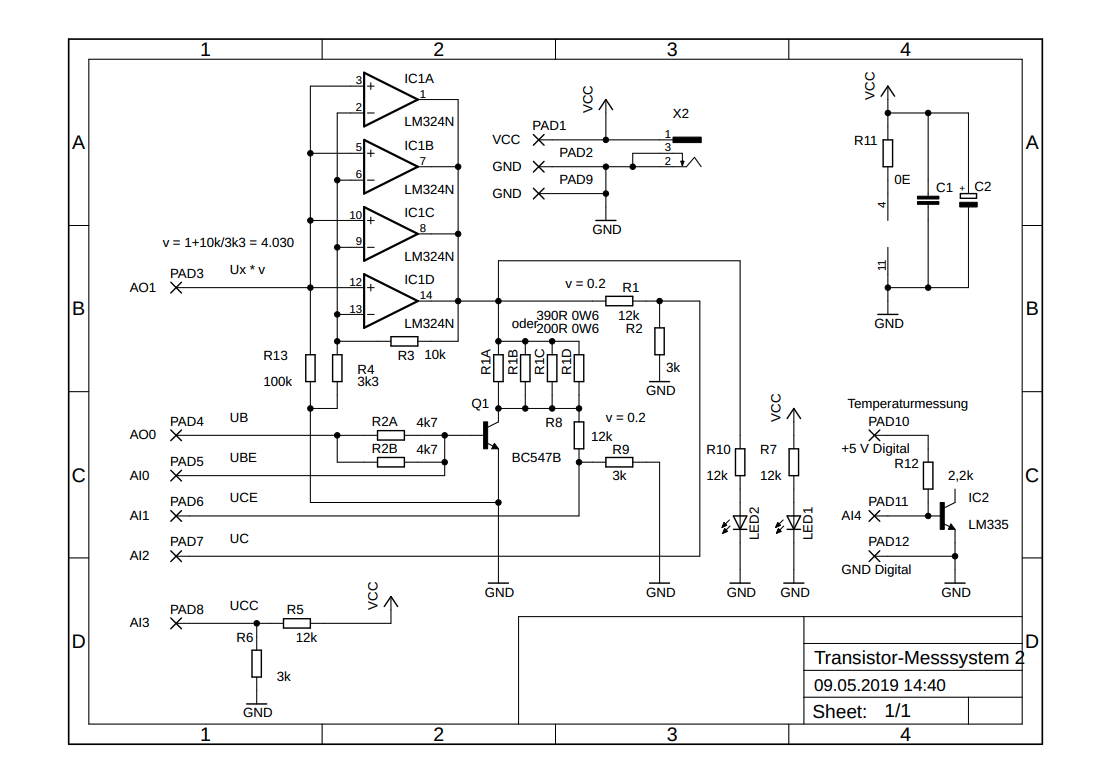 1 2 3 4
A
B
C
D
A
B
C
D
IC1A
3
+
1
2
−
LM324N
IC1B
5
+
7
6
−
LM324N
IC1C
10
+
8
9
−
LM324N
IC1D
12
+
14
13
−
LM324N
v = 1+10k/3k3 = 4.030
Ux * v
AO1
PAD3
R3 10k
R13
100k
R4
3k3
VCC
X2
VCC
PAD1
1
3
2
GND
PAD2
GND
PAD9
GND
VCC
R11
0E
4
11
C1
+
C2
GND
v = 0.2
R1
12k
390R 0W6
oder
200R 0W6
R2
3k
GND
R1A
R1B
R1C
R1D
Q1
BC547B
R8
12k
v = 0.2
R9
3k
AO0
PAD4
UB
R2A 4k7
R2B 4k7
AI0
PAD5
UBE
AI1
PAD6
UCE
AI2
PAD7
UC
GND
GND
R10
12k
LED2
GND
VCC
R7
12k
LED1
GND
Temperaturmessung
PAD10
+5 V Digital
R12
2,2k
IC2
LM335
AI4
PAD11
PAD12
GND Digital
GND
AI3
PAD8
UCC
R5
12k
VCC
R6
3k
GND
Transistor-Messsystem 2
09.05.2019 14:40
Sheet: 1/1
1 2 3 4